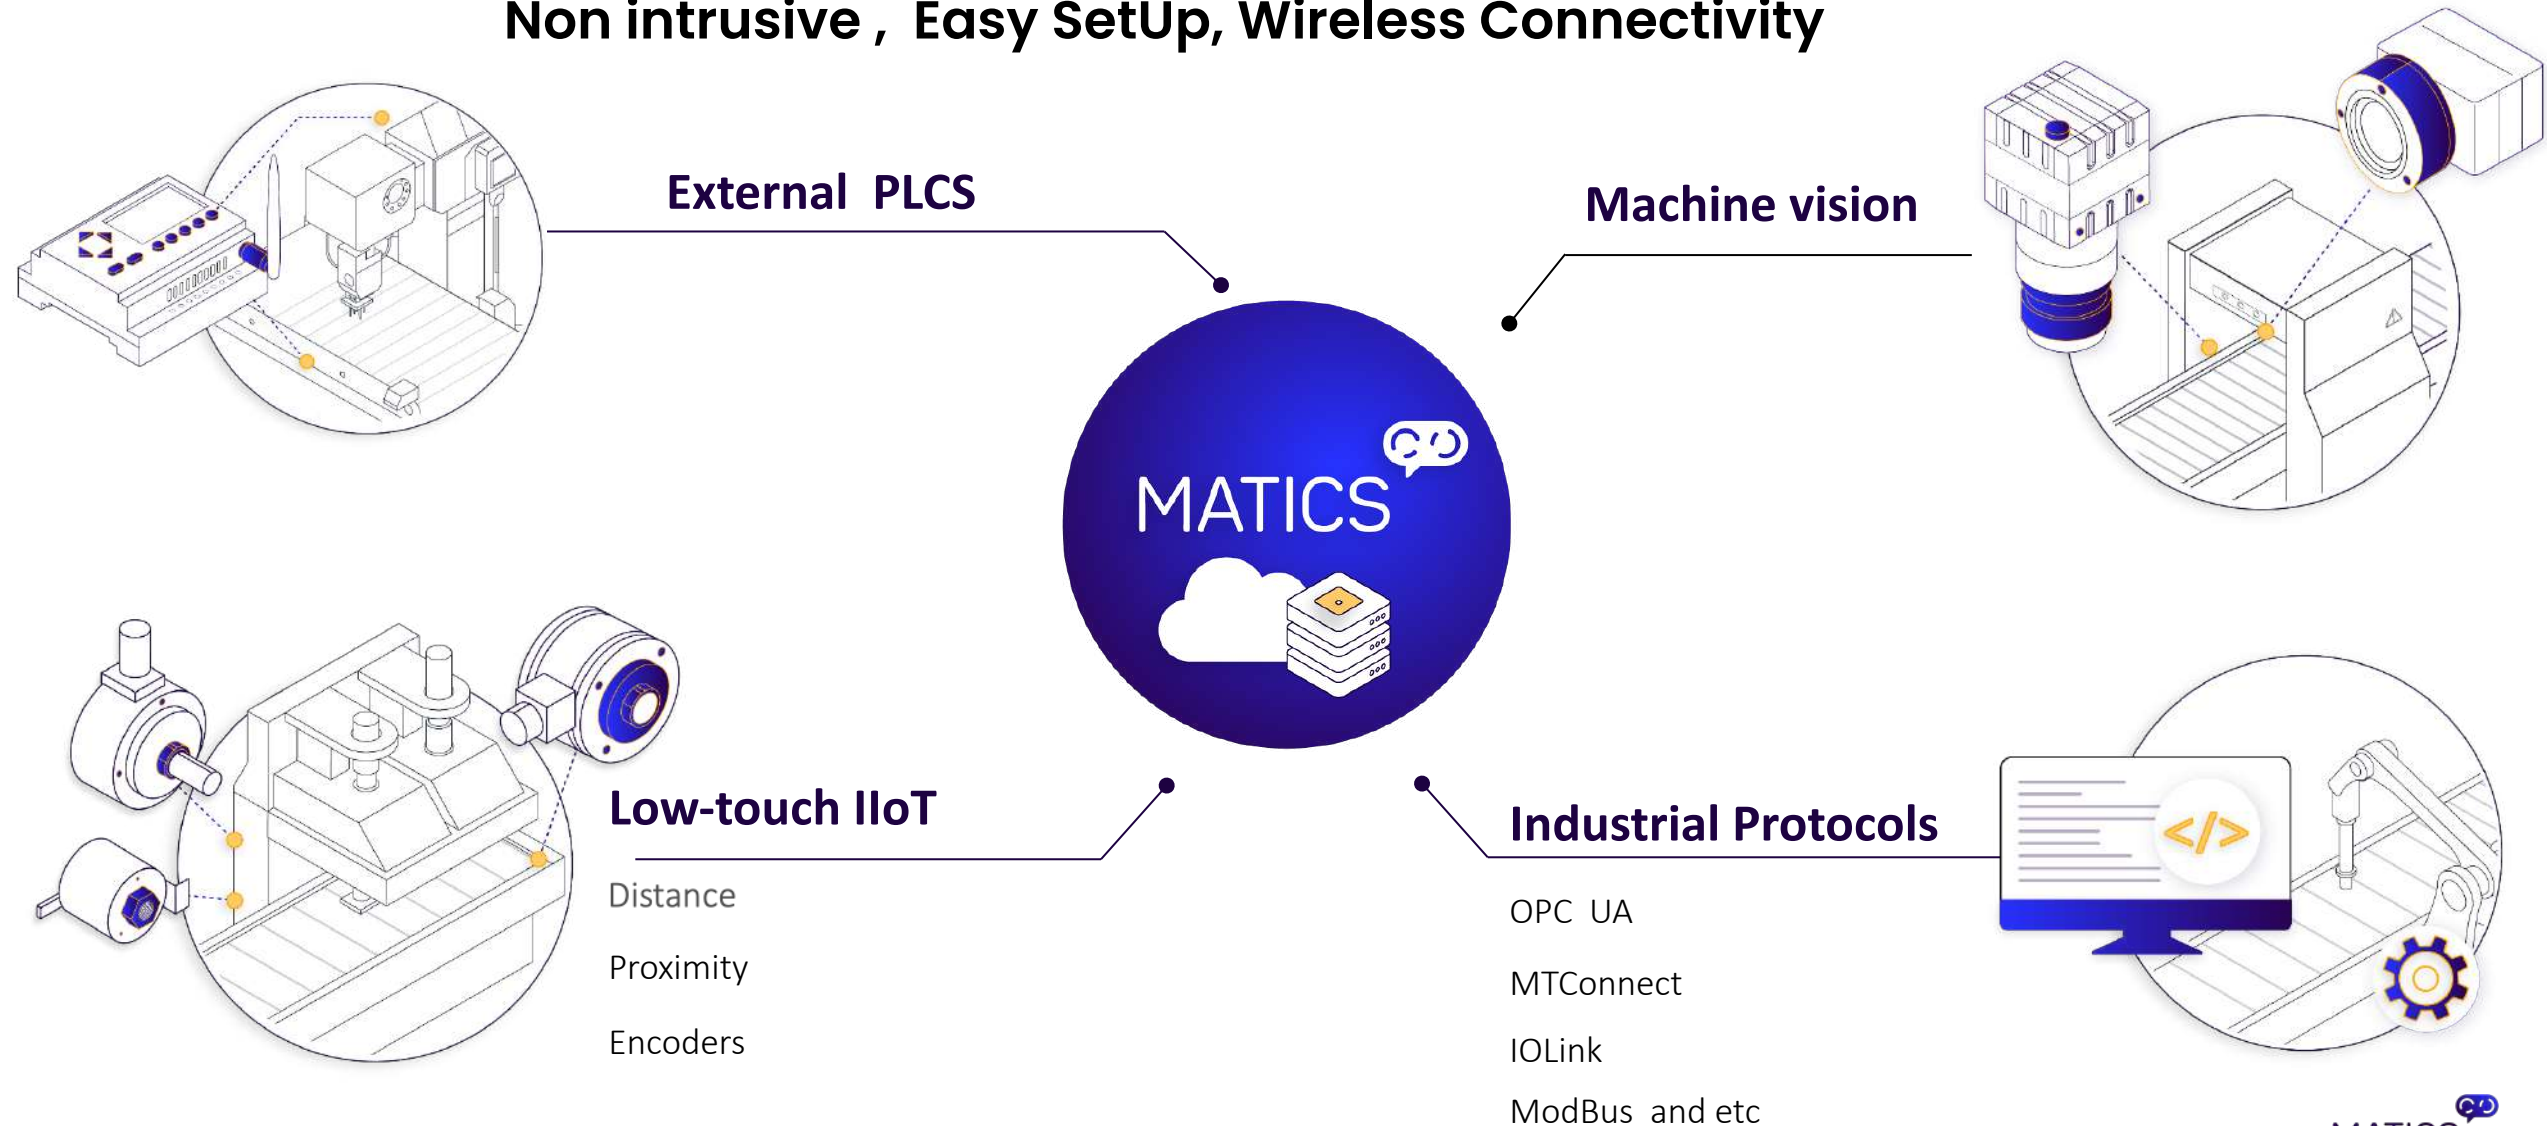 Non intrusive , Easy SetUp, Wireless Connectivity
External PLCS
Machine vision
MATICS
Low-touch IIoT
Distance
Proximity
Encoders
Industrial Protocols
OPC UA
MTConnect
IOLink
ModBus and etc
</>
MATICS